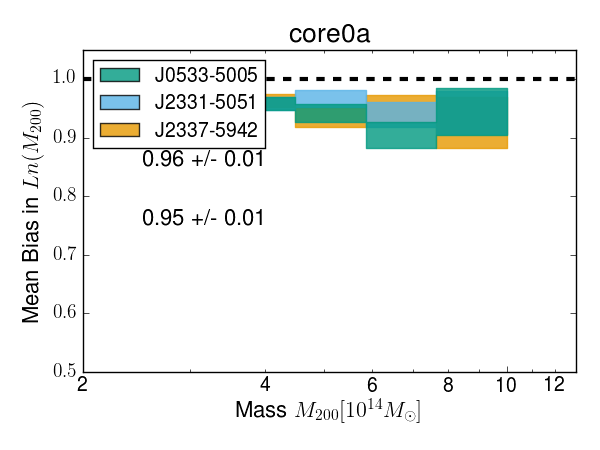 core0a
Mean Bias in Ln(M200)
1.0
0.9
0.8
0.7
0.6
0.5
J0533-5005
J2331-5051
J2337-5942
0.96 +/- 0.01
0.95 +/- 0.01
2 4 6 8 10 12
Mass M200[10^14 M⊙]